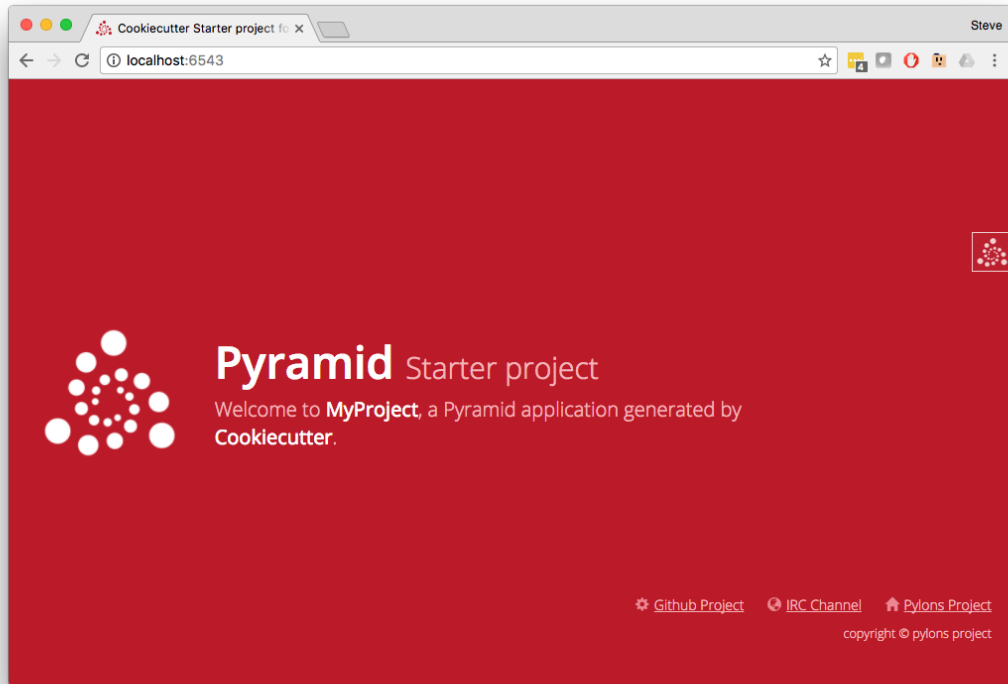 Cookiecutter Starter project fo
Steve
localhost:6543
4
Pyramid Starter project
Welcome to MyProject, a Pyramid application generated by
Cookiecutter.
Github Project IRC Channel Pylons Project
copyright © pylons project